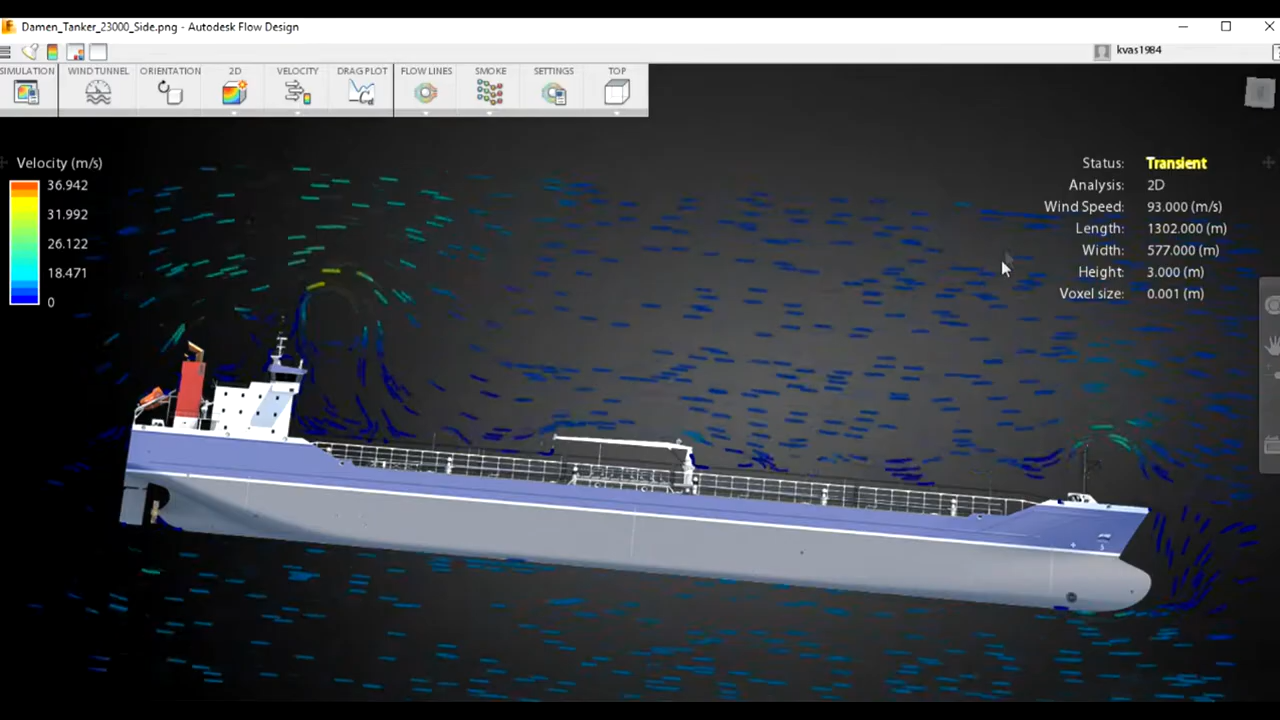 Damen_Tanker_23000_Side.png - Autodesk Flow Design
kvas1984
SIMULATION WIND TUNNEL ORIENTATION 2D VELOCITY DRAG PLOT FLOW LINES SMOKE SETTINGS TOP
Velocity (m/s)
36.942
31.992
26.122
18.471
0
Status: Transient
Analysis: 2D
Wind Speed: 93.000 (m/s)
Length: 1302.000 (m)
Width: 577.000 (m)
Height: 3.000 (m)
Voxel size: 0.001 (m)